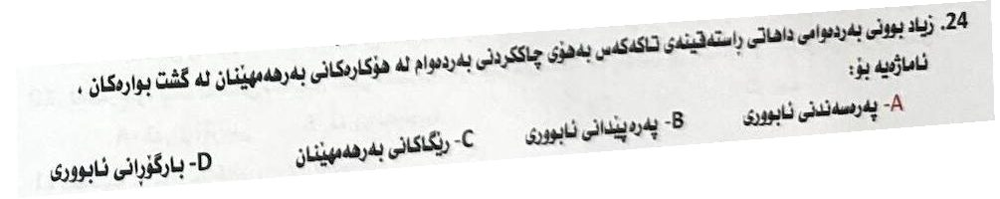 24. زیاد بوونی بەردەوامی داهاتی ڕاستەقینەی تاکەکەس بەهۆی چاککردنی بەردەوام لە هۆکارەکانی بەرهەمهێنان لە گشت بوارەکان ،
ئاماژەیە بۆ:
A- پەرەسەندنی ئابووری B- پەرەپێدانی ئابووری C- ڕێگاکانی بەرهەمهێنان D- بارگۆڕانی ئابووری